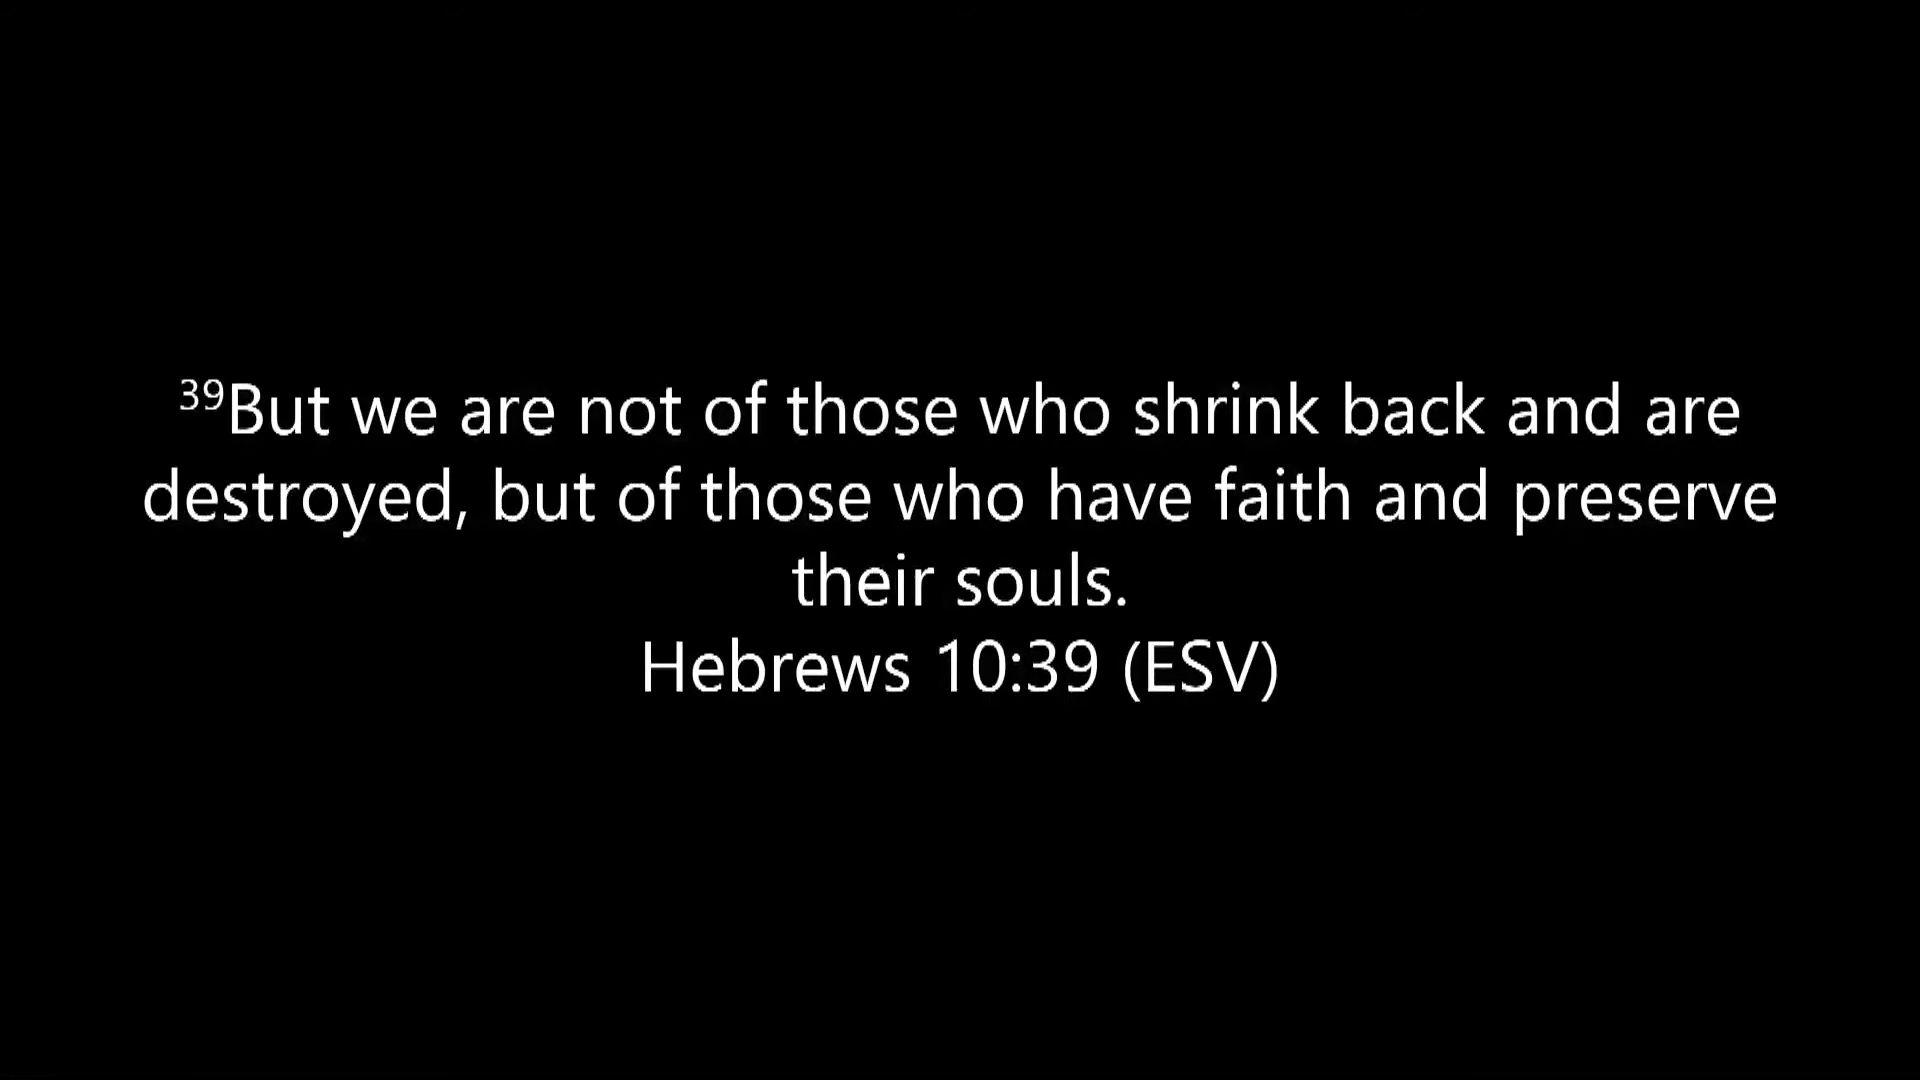 ³⁹But we are not of those who shrink back and are
destroyed, but of those who have faith and preserve
their souls.
Hebrews 10:39 (ESV)